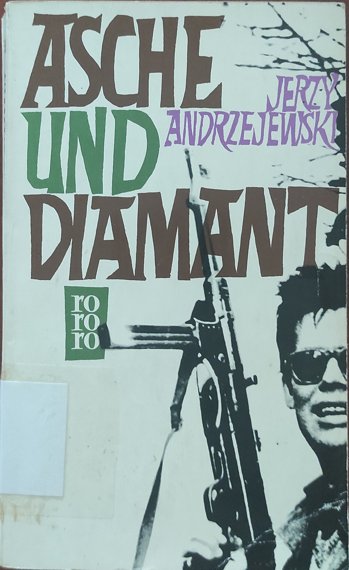 ASCHE
UND
DIAMANT
JERZY
ANDRZEJEWSKI
ro
ro
ro